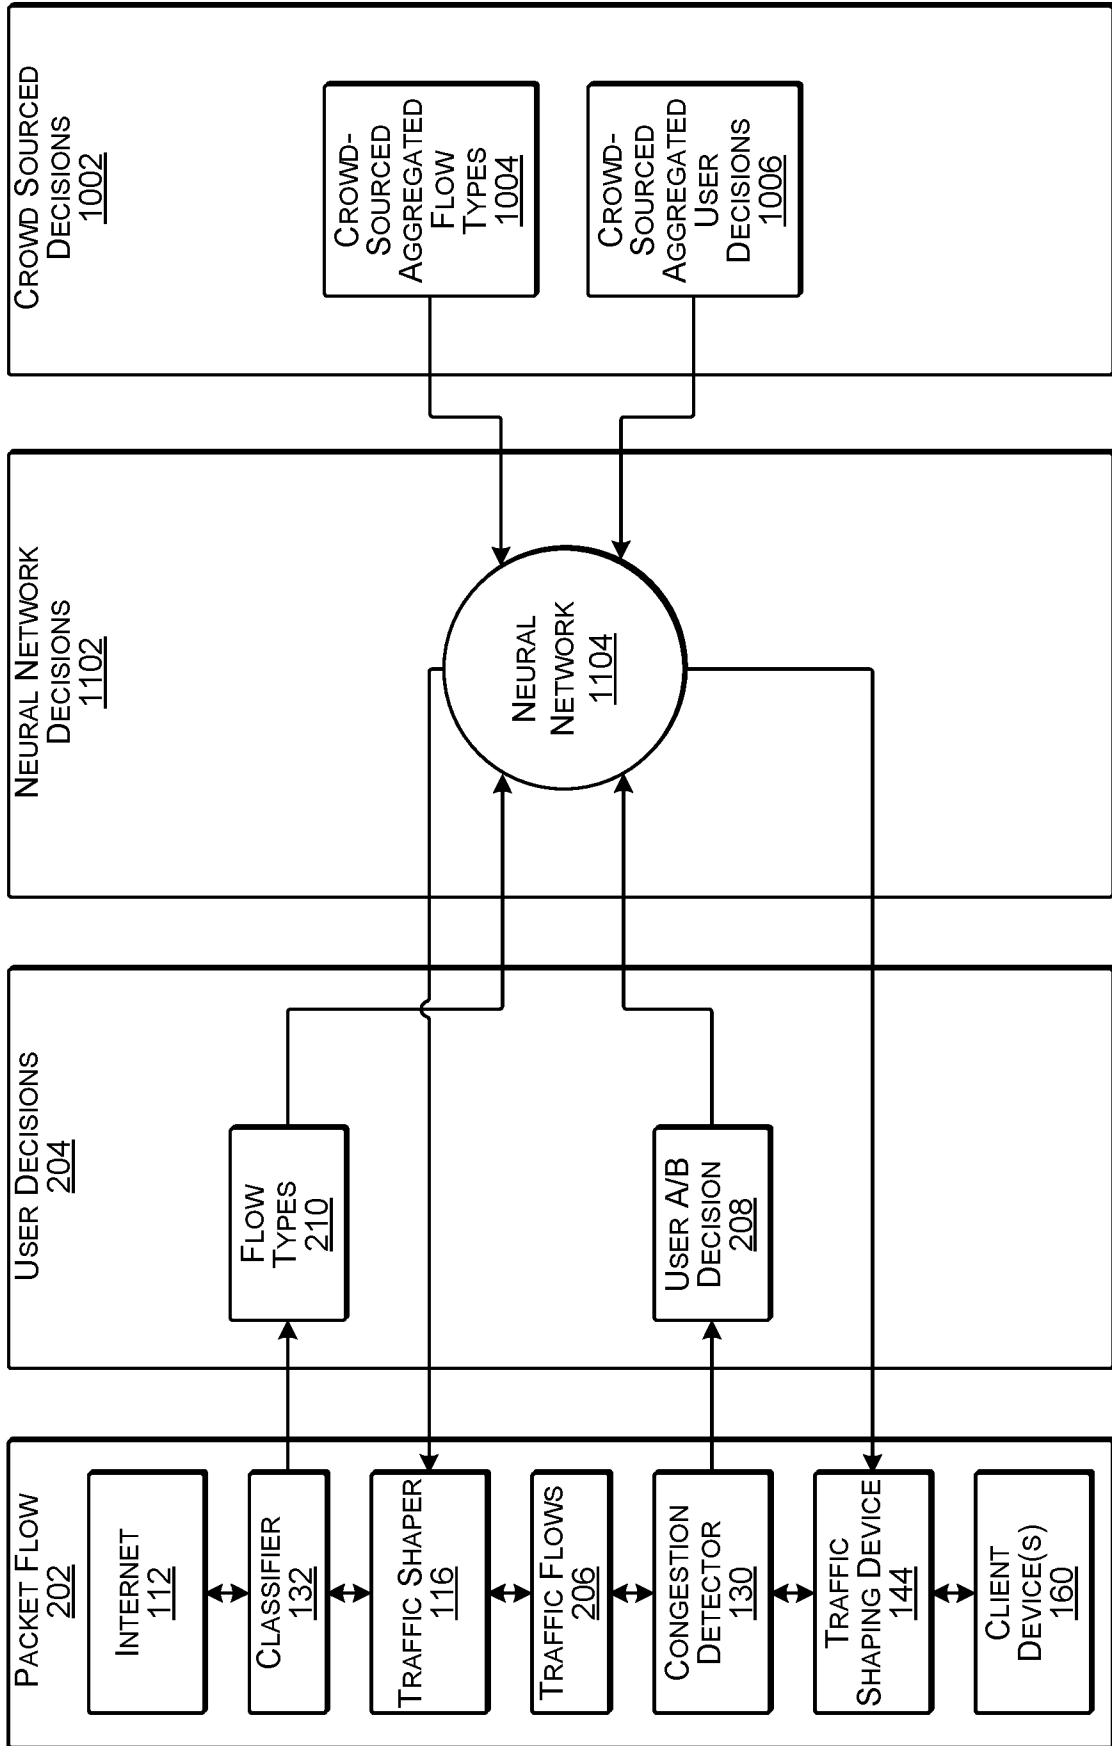 PACKET FLOW
202
INTERNET
112
CLASSIFIER
132
TRAFFIC SHAPER
116
TRAFFIC FLOWS
206
CONGESTION
DETECTOR
130
TRAFFIC
SHAPING DEVICE
144
CLIENT
DEVICE(S)
160
USER DECISIONS
204
FLOW
TYPES
210
USER A/B
DECISION
208
NEURAL NETWORK
DECISIONS
1102
NEURAL
NETWORK
1104
CROWD SOURCED
DECISIONS
1002
CROWD-
SOURCED
AGGREGATED
FLOW
TYPES
1004
CROWD-
SOURCED
AGGREGATED
USER
DECISIONS
1006